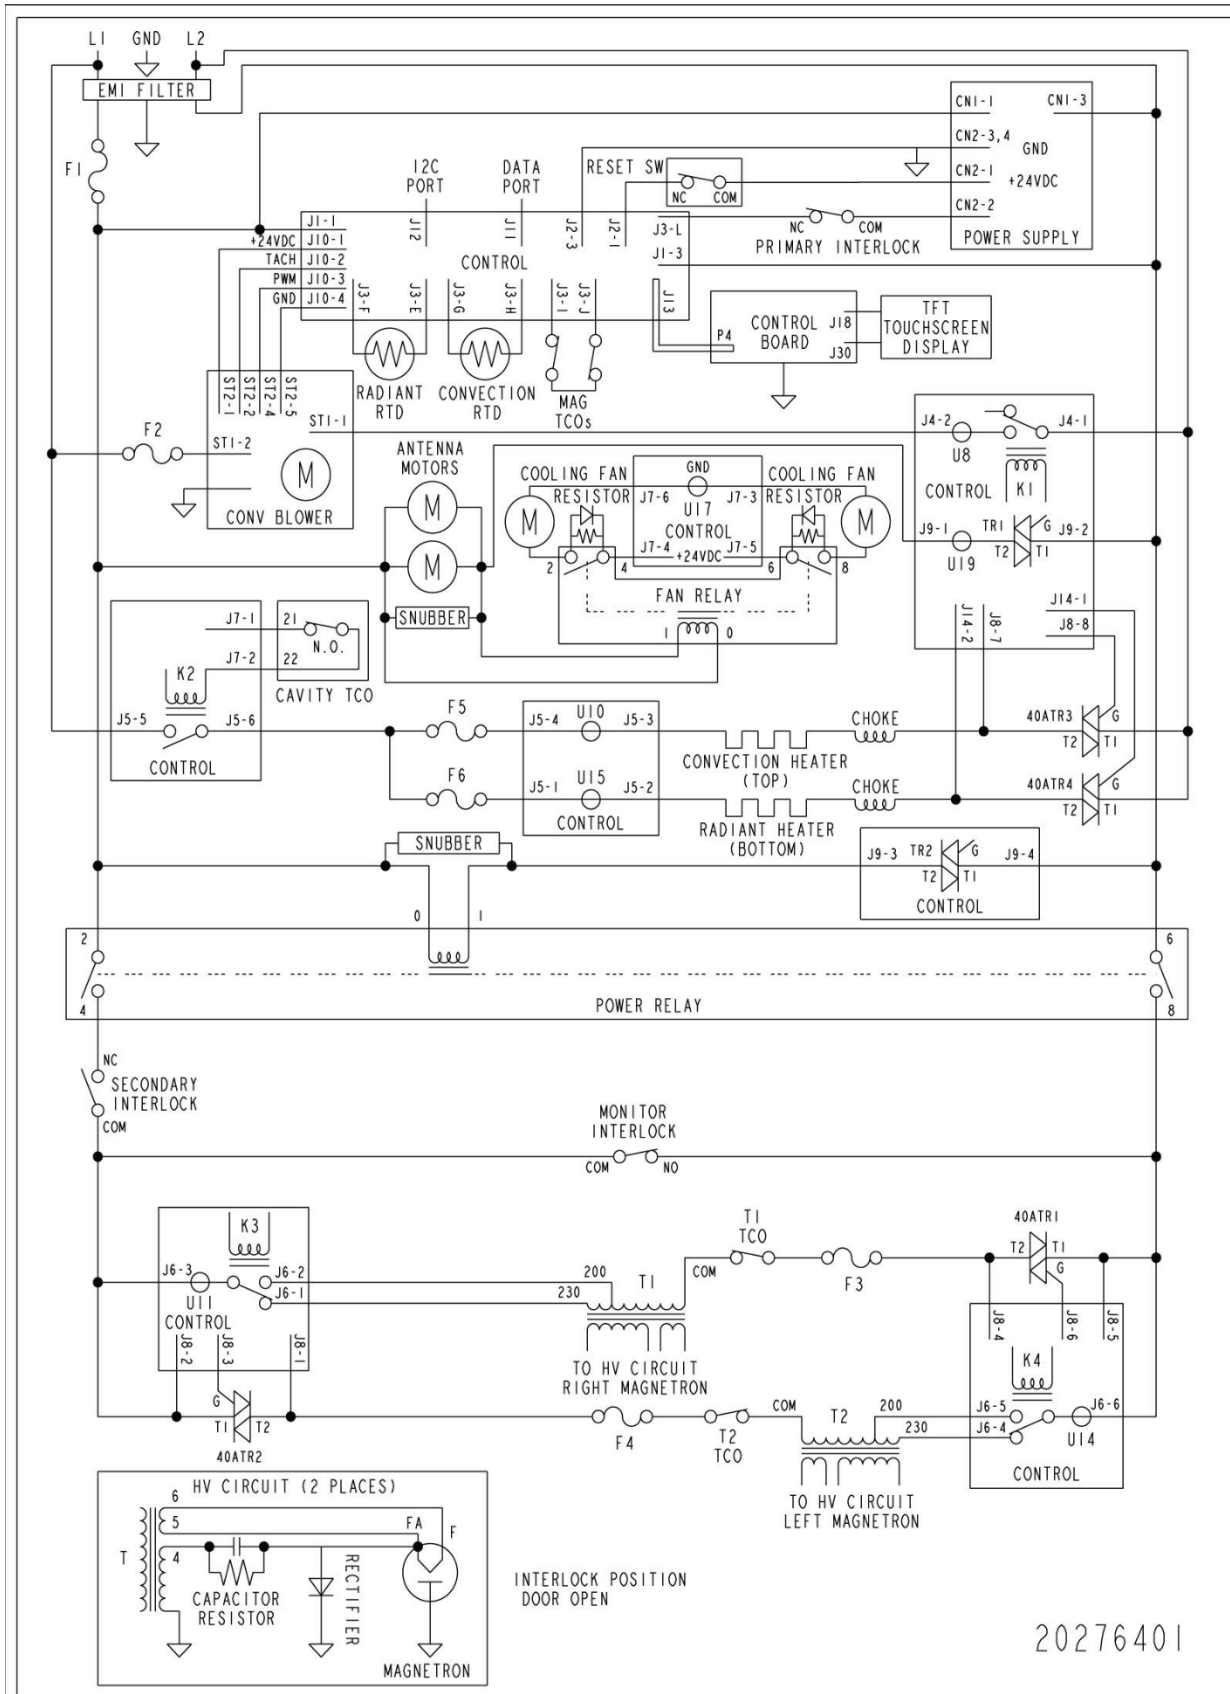 L1 GND L2
EMI FILTER
F1
I2C
PORT
DATA
PORT
RESET SW
NC COM
CN1-1 CN1-3
CN2-3,4
GND
CN2-1
+24VDC
CN2-2
POWER SUPPLY
NC COM
PRIMARY INTERLOCK
J1-1
+24VDC J10-1
TACH J10-2
PWM J10-3
GND J10-4
J12
J11
J2-3
J2-1
J3-L
J1-3
CONTROL
J3-F
J3-E
J3-G
J3-H
J3-I
J3-J
J13
RADIANT
RTD
CONVECTION
RTD
MAG
TCOs
P4
CONTROL
BOARD
J18
J30
TFT
TOUCHSCREEN
DISPLAY
F2
ST2-1
ST2-2
ST2-4
ST2-5
ST1-1
ST1-2
M
CONV BLOWER
ANTENNA
MOTORS
M
M
SNUBBER
COOLING FAN
RESISTOR
M
GND
J7-6 J7-3
U17
CONTROL
J7-4 +24VDC J7-5
COOLING FAN
RESISTOR
M
2 4 6 8
FAN RELAY
1 0
J4-2 J4-1
U8
CONTROL K1
J9-1 TR1 G J9-2
T2 T1
U19
J14-1
J8-8
J14-2
J8-7
J7-1 21
N.O.
J7-2 22
K2
CAVITY TCO
J5-5 J5-6
CONTROL
F5
J5-4 U10 J5-3
CONVECTION HEATER
(TOP)
CHOKE
40ATR3 G
T2 T1
F6
J5-1 U15 J5-2
CONTROL
RADIANT HEATER
(BOTTOM)
CHOKE
40ATR4 G
T2 T1
SNUBBER
J9-3 TR2 G J9-4
T2 T1
CONTROL
0 1
2 6
4 8
POWER RELAY
NC
SECONDARY
INTERLOCK
COM
MONITOR
INTERLOCK
COM NO
K3
J6-3 J6-2
J6-1
U11
CONTROL
J8-2
J8-3
J8-1
G
T1 T2
40ATR2
200
230
T1
COM
T1
TCO
F3
TO HV CIRCUIT
RIGHT MAGNETRON
40ATR1
T2 T1
G
J8-4
J8-6
J8-5
K4
J6-5 J6-6
J6-4
U14
CONTROL
F4
T2
TCO
COM
T2
200
230
TO HV CIRCUIT
LEFT MAGNETRON
HV CIRCUIT (2 PLACES)
6
5
4
T
FA F
CAPACITOR
RESISTOR
RECTIFIER
MAGNETRON
INTERLOCK POSITION
DOOR OPEN
20276401